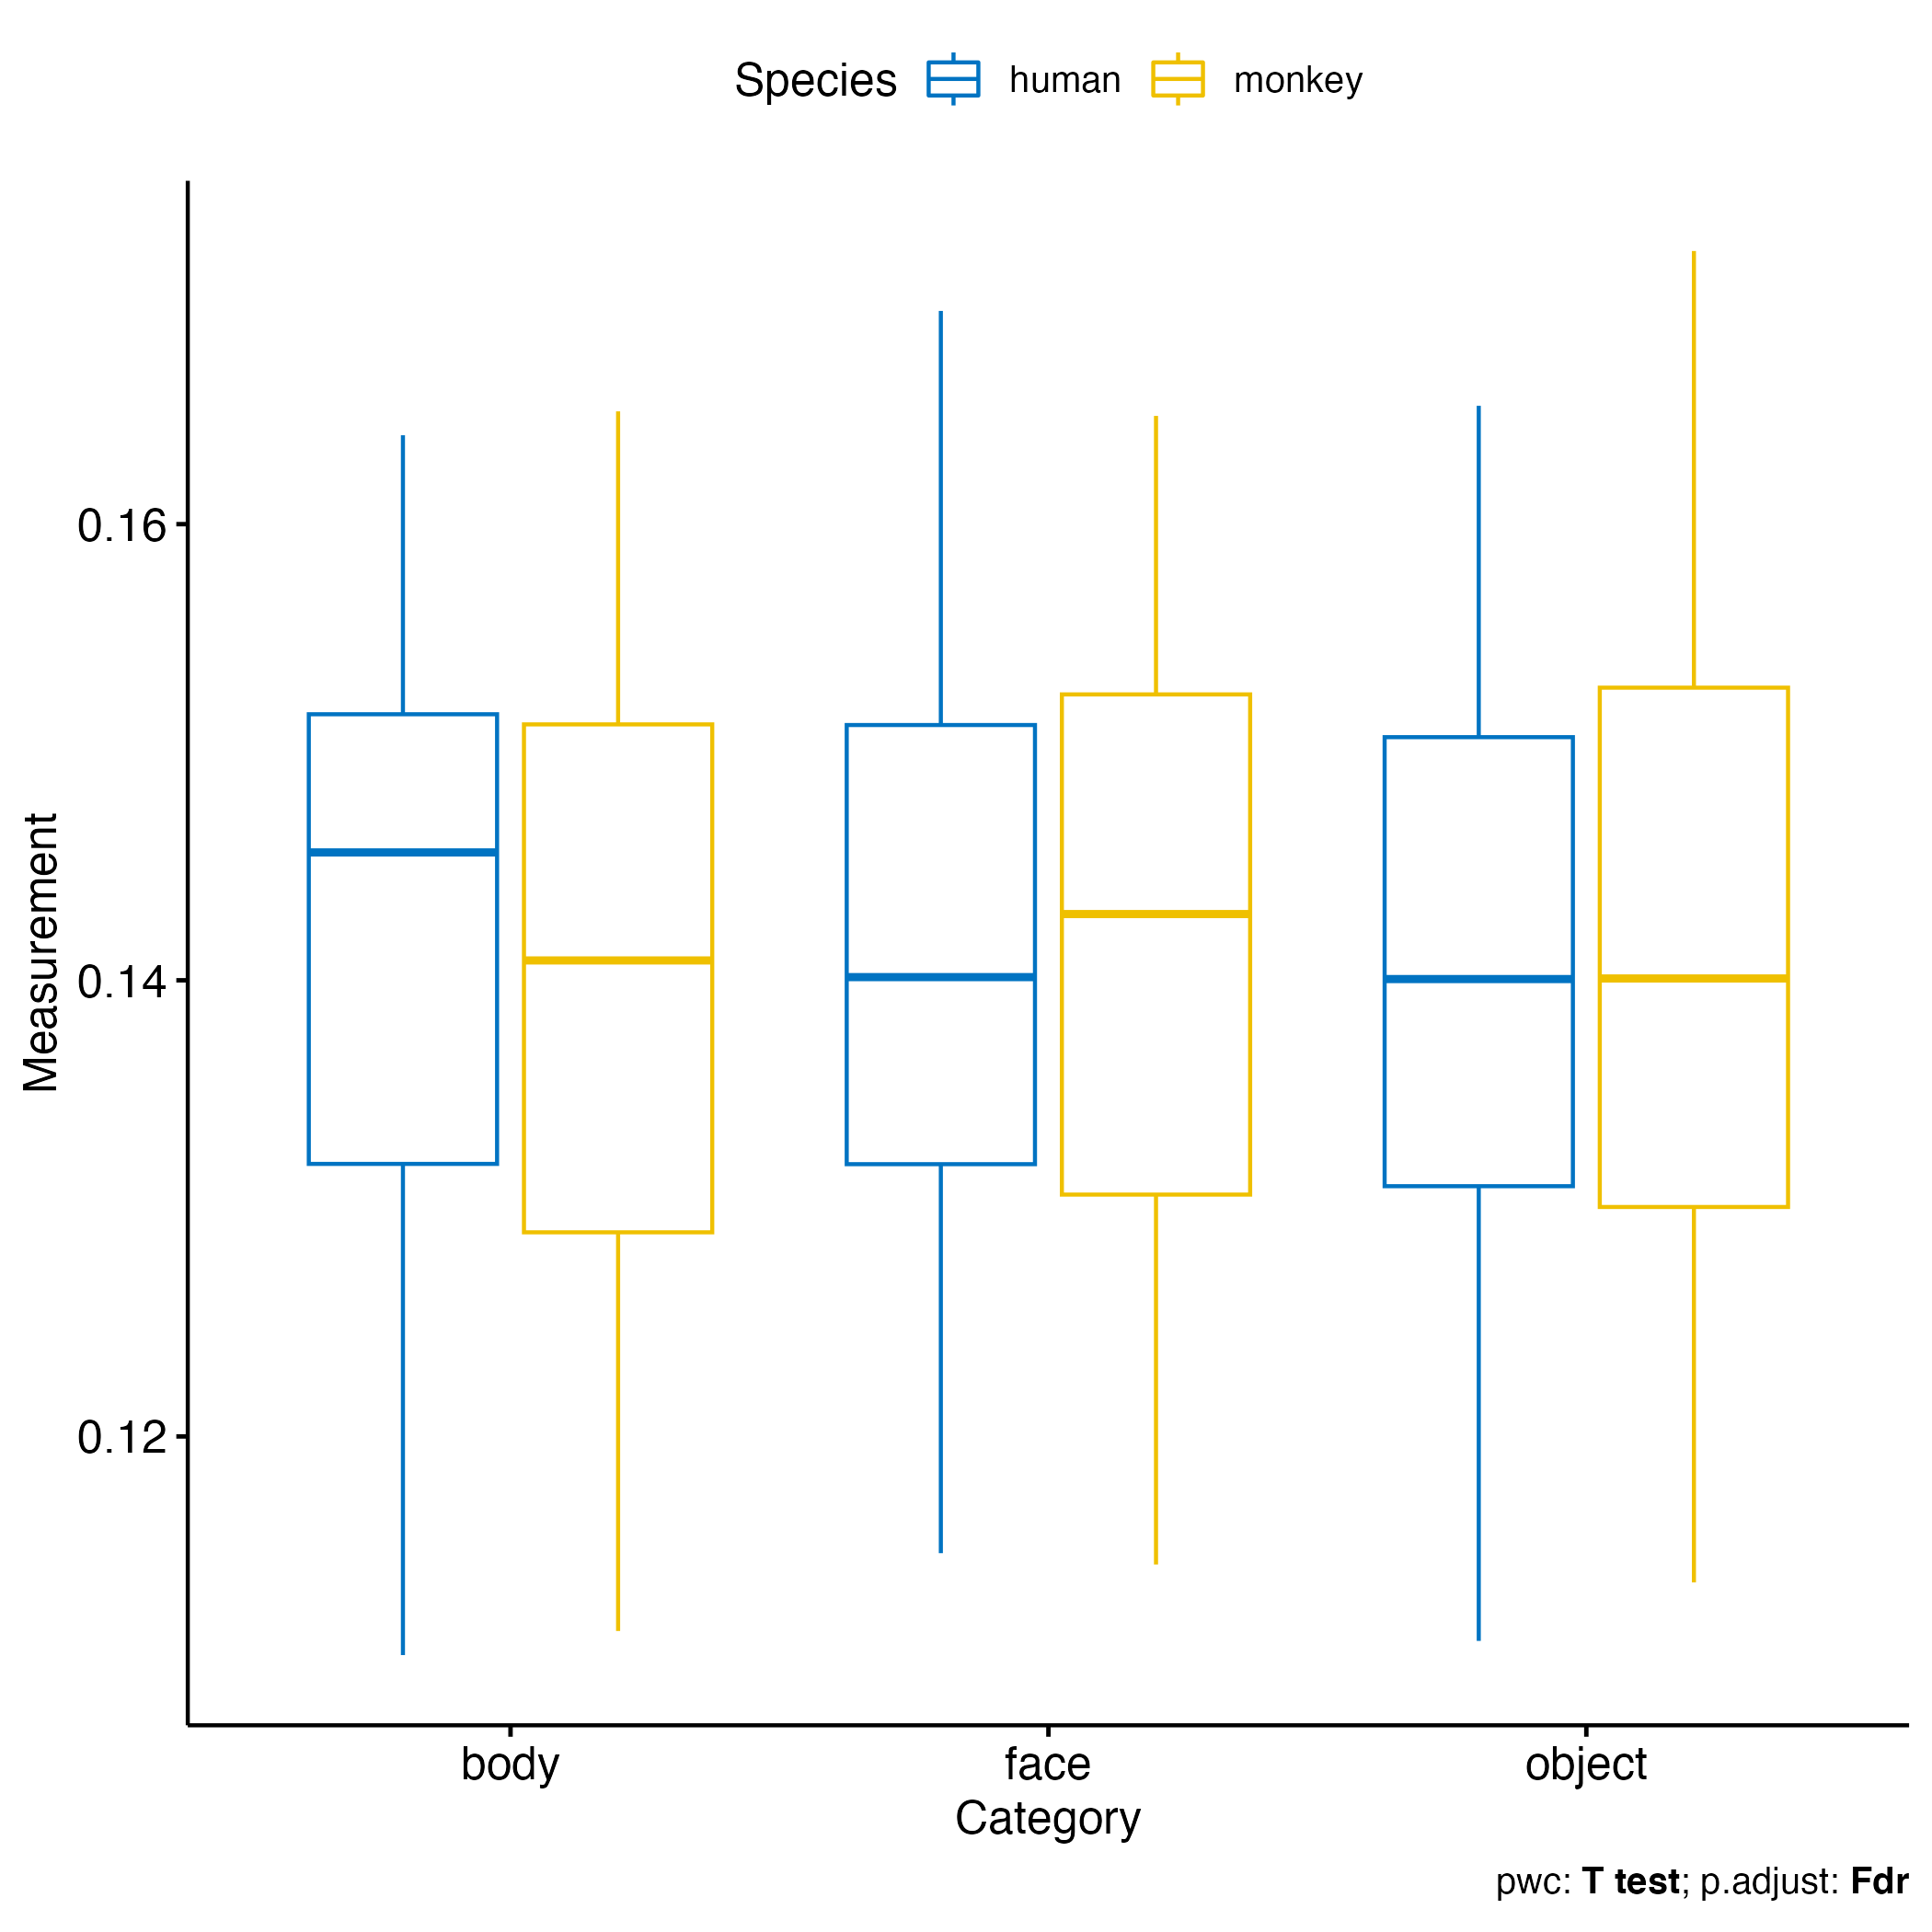 Species human monkey
Measurement
0.16
0.14
0.12
body face object
Category
pwc: T test; p.adjust: Fdr